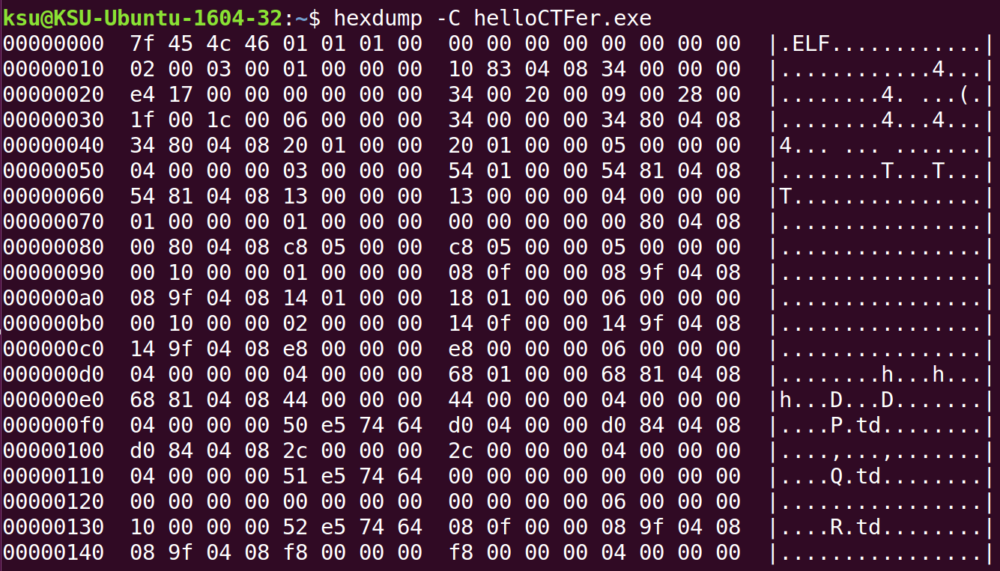 ksu@KSU-Ubuntu-1604-32:~$ hexdump -C helloCTFer.exe
00000000  7f 45 4c 46 01 01 01 00  00 00 00 00 00 00 00 00  |.ELF............|
00000010  02 00 03 00 01 00 00 00  10 83 04 08 34 00 00 00  |............4...|
00000020  e4 17 00 00 00 00 00 00  34 00 20 00 09 00 28 00  |........4. ...(.|
00000030  1f 00 1c 00 06 00 00 00  34 00 00 00 34 80 04 08  |........4...4...|
00000040  34 80 04 08 20 01 00 00  20 01 00 00 05 00 00 00  |4... ... .......|
00000050  04 00 00 00 03 00 00 00  54 01 00 00 54 81 04 08  |........T...T...|
00000060  54 81 04 08 13 00 00 00  13 00 00 00 04 00 00 00  |T...............|
00000070  01 00 00 00 01 00 00 00  00 00 00 00 00 80 04 08  |................|
00000080  00 80 04 08 c8 05 00 00  c8 05 00 00 05 00 00 00  |................|
00000090  00 10 00 00 01 00 00 00  08 0f 00 00 08 9f 04 08  |................|
000000a0  08 9f 04 08 14 01 00 00  18 01 00 00 06 00 00 00  |................|
000000b0  00 10 00 00 02 00 00 00  14 0f 00 00 14 9f 04 08  |................|
000000c0  14 9f 04 08 e8 00 00 00  e8 00 00 00 06 00 00 00  |................|
000000d0  04 00 00 00 04 00 00 00  68 01 00 00 68 81 04 08  |........h...h...|
000000e0  68 81 04 08 44 00 00 00  44 00 00 00 04 00 00 00  |h...D...D.......|
000000f0  04 00 00 00 50 e5 74 64  d0 04 00 00 d0 84 04 08  |....P.td........|
00000100  d0 84 04 08 2c 00 00 00  2c 00 00 00 04 00 00 00  |....,...,.......|
00000110  04 00 00 00 51 e5 74 64  00 00 00 00 00 00 00 00  |....Q.td........|
00000120  00 00 00 00 00 00 00 00  00 00 00 00 06 00 00 00  |................|
00000130  10 00 00 00 52 e5 74 64  08 0f 00 00 08 9f 04 08  |....R.td........|
00000140  08 9f 04 08 f8 00 00 00  f8 00 00 00 04 00 00 00  |................|